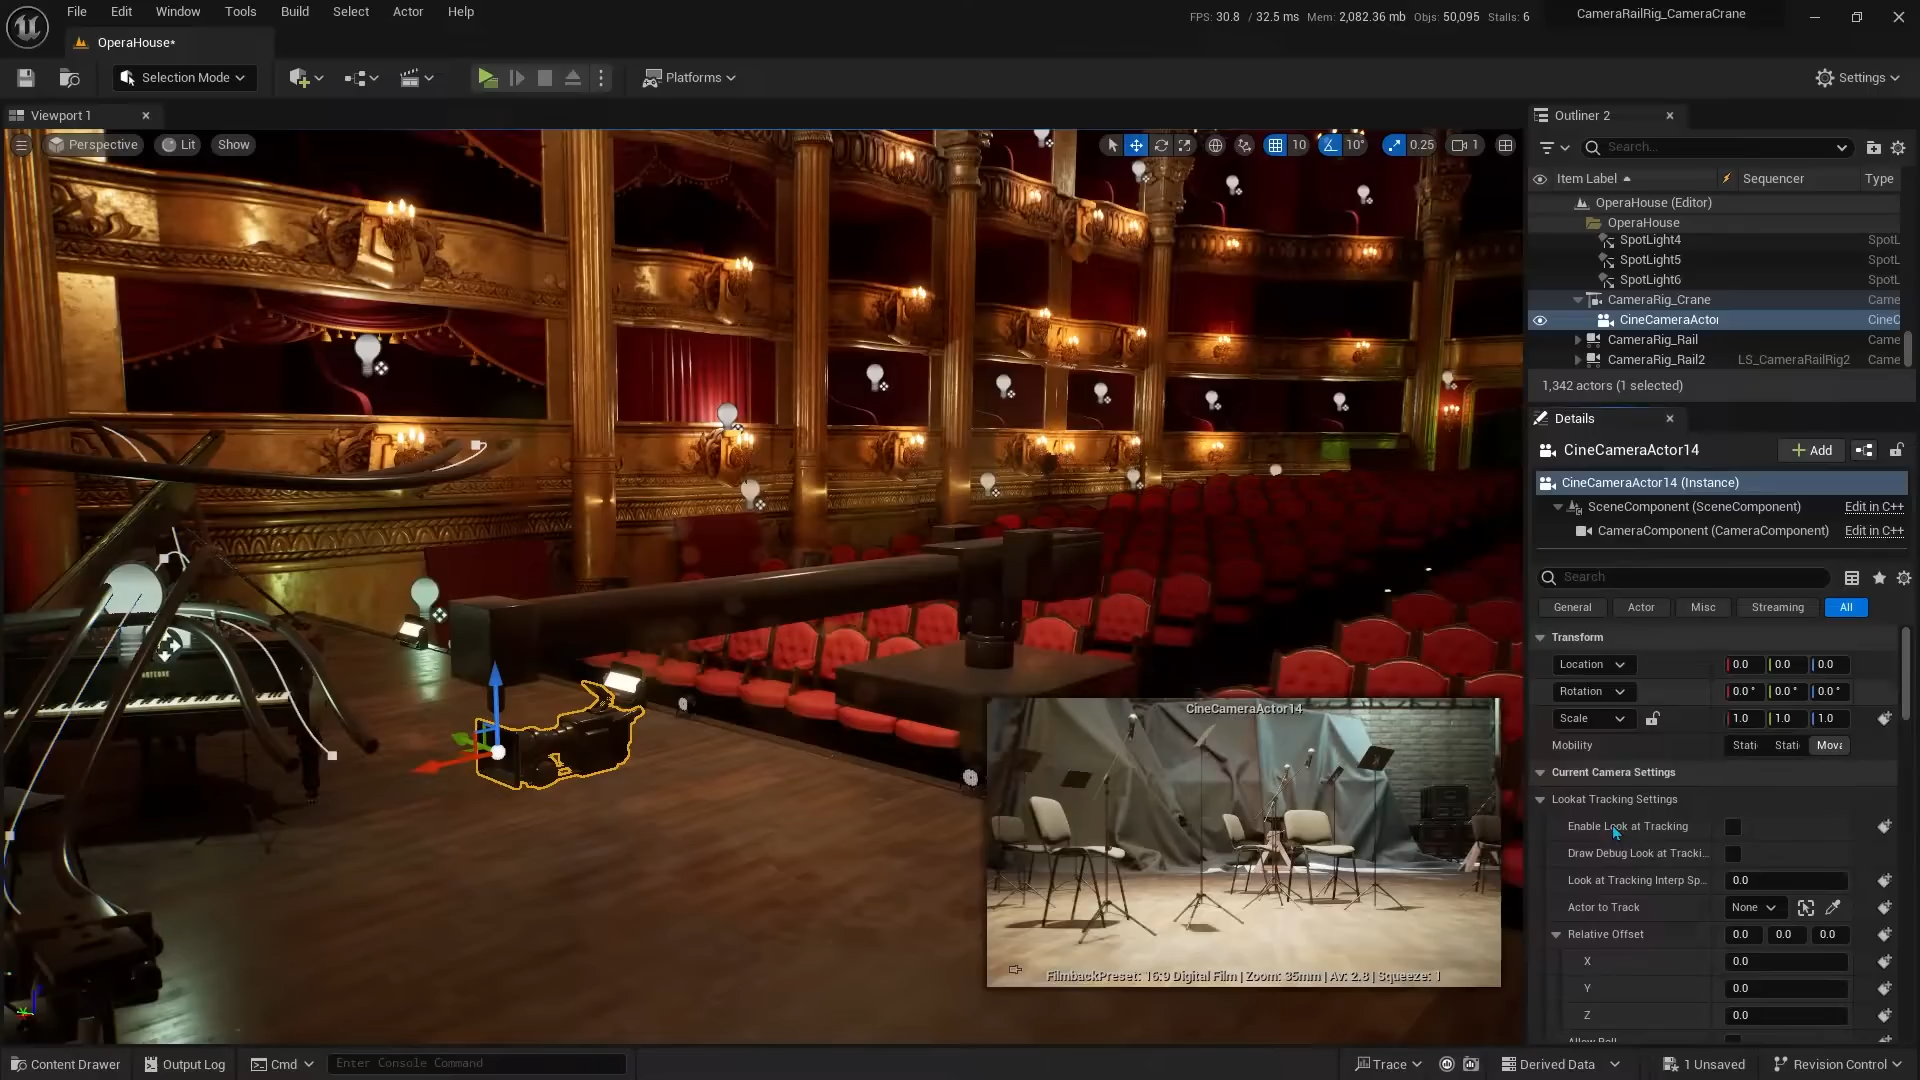 File Edit Window Tools Build Select Actor Help
FPS: 30.8 / 32.5 ms Mem: 2,082.36 mb Objs: 50,095 Stalls: 6
CameraRailRig_CameraCrane
OperaHouse*
Selection Mode
Platforms
Settings
Viewport 1
Perspective Lit Show
10 10° 0.25 1
Outliner 2
Search...
Item Label Sequencer Type
OperaHouse (Editor)
OperaHouse
SpotLight4 SpotL
SpotLight5 SpotL
SpotLight6 SpotL
CameraRig_Crane Came
CineCameraActor CineC
CameraRig_Rail Came
CameraRig_Rail2 LS_CameraRailRig2 Came
1,342 actors (1 selected)
Details
CineCameraActor14
Add
CineCameraActor14 (Instance)
SceneComponent (SceneComponent) Edit in C++
CameraComponent (CameraComponent) Edit in C++
Search
General Actor Misc Streaming All
Transform
Location 0.0 0.0 0.0
Rotation 0.0° 0.0° 0.0°
Scale 1.0 1.0 1.0
Mobility Stati Stati Mova
Current Camera Settings
Lookat Tracking Settings
Enable Look at Tracking
Draw Debug Look at Tracki...
Look at Tracking Interp Sp... 0.0
Actor to Track None
Relative Offset 0.0 0.0 0.0
X 0.0
Y 0.0
Z 0.0
Allow Roll
CineCameraActor14
FilmbackPreset: 16:9 Digital Film | Zoom: 35mm | Av: 2.8 | Squeeze: 1
Content Drawer Output Log Cmd Enter Console Command
Trace Derived Data 1 Unsaved Revision Control